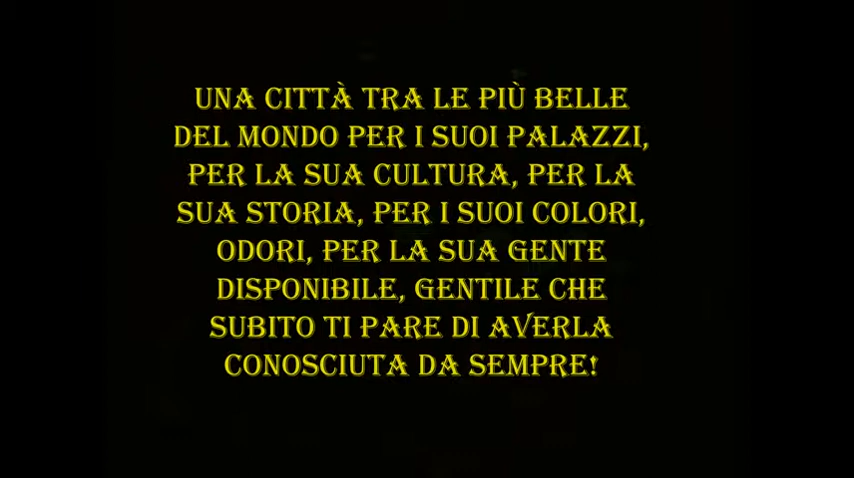 UNA CITTÀ TRA LE PIÙ BELLE
DEL MONDO PER I SUOI PALAZZI,
PER LA SUA CULTURA, PER LA
SUA STORIA, PER I SUOI COLORI,
ODORI, PER LA SUA GENTE
DISPONIBILE, GENTILE CHE
SUBITO TI PARE DI AVERLA
CONOSCIUTA DA SEMPRE!